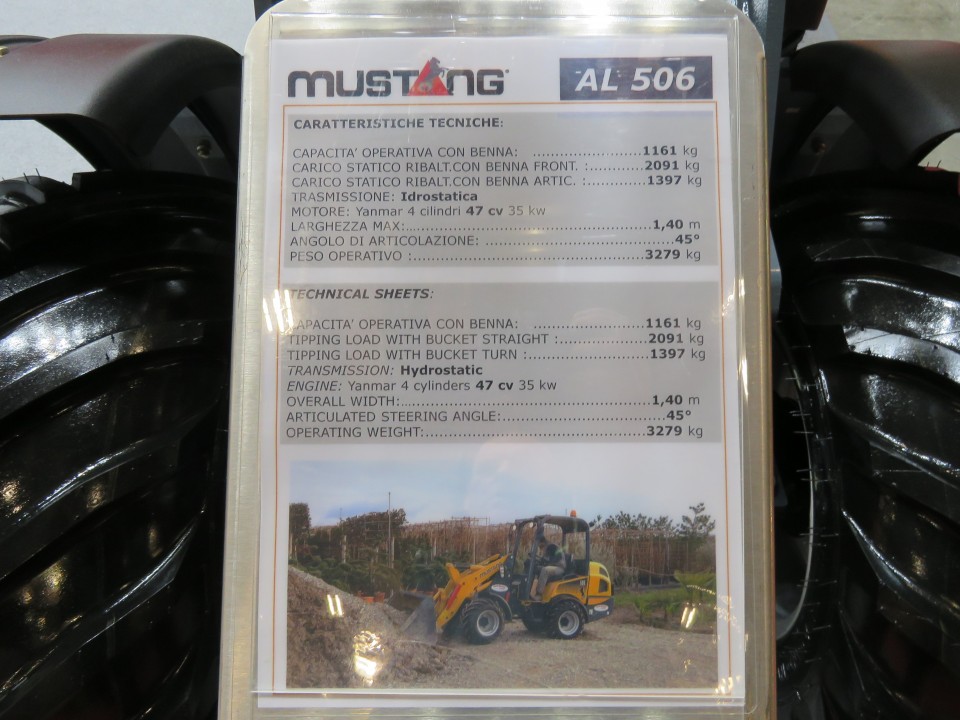 MUSTANG
AL 506
CARATTERISTICHE TECNICHE:
CAPACITA' OPERATIVA CON BENNA: ......................1161 kg
CARICO STATICO RIBALT.CON BENNA FRONT. :...........2091 kg
CARICO STATICO RIBALT.CON BENNA ARTIC. :............1397 kg
TRASMISSIONE: Idrostatica
MOTORE: Yanmar 4 cilindri 47 cv 35 kw
LARGHEZZA MAX:.................................................1,40 m
ANGOLO DI ARTICOLAZIONE: ......................................45°
PESO OPERATIVO :..............................................3279 kg
TECHNICAL SHEETS:
CAPACITA' OPERATIVA CON BENNA: ......................1161 kg
TIPPING LOAD WITH BUCKET STRAIGHT :..................2091 kg
TIPPING LOAD WITH BUCKET TURN :........................1397 kg
TRANSMISSION: Hydrostatic
ENGINE: Yanmar 4 cylinders 47 cv 35 kw
OVERALL WIDTH:.................................................1,40 m
ARTICULATED STEERING ANGLE:.................................45°
OPERATING WEIGHT:............................................3279 kg